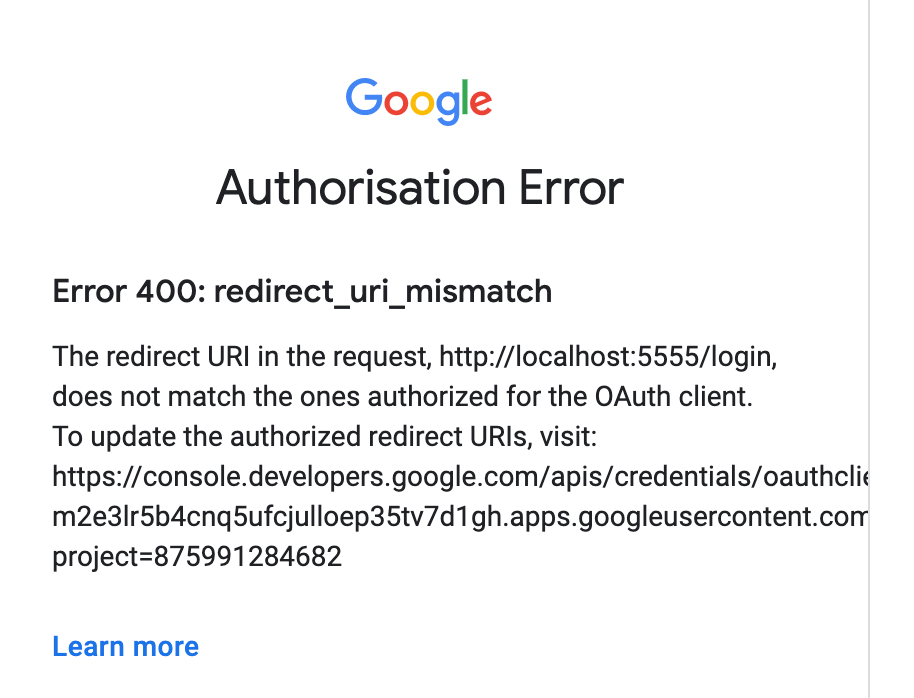 Google
Authorisation Error
Error 400: redirect_uri_mismatch
The redirect URI in the request, http://localhost:5555/login,
does not match the ones authorized for the OAuth client.
To update the authorized redirect URIs, visit:
https://console.developers.google.com/apis/credentials/oauthclie
m2e3lr5b4cnq5ufcjulloep35tv7d1gh.apps.googleusercontent.com
project=875991284682
Learn more